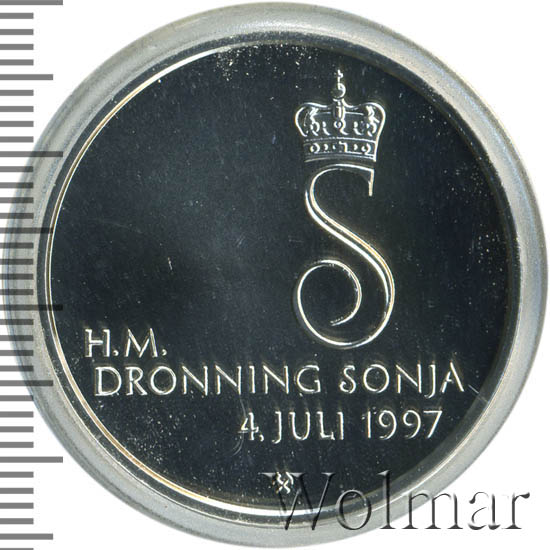 S
H.M.
DRONNING SONJA
4. JULI 1997
Wolmar